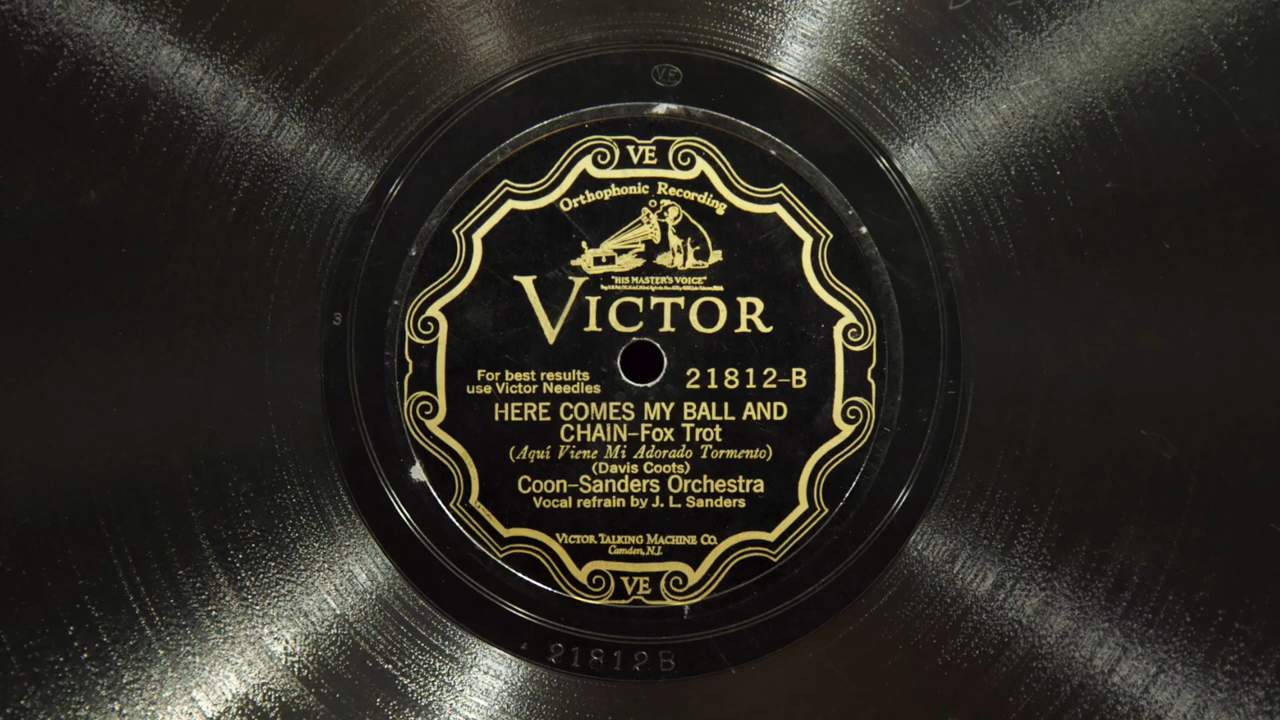 VE
VE
Orthophonic Recording
"HIS MASTER'S VOICE"
VICTOR
For best results
use Victor Needles
21812-B
HERE COMES MY BALL AND
CHAIN-Fox Trot
(Aquí Viene Mi Adorado Tormento)
(Davis Coots)
Coon-Sanders Orchestra
Vocal refrain by J. L. Sanders
VICTOR TALKING MACHINE CO.
Camden, N.J.
VE
21812B
3